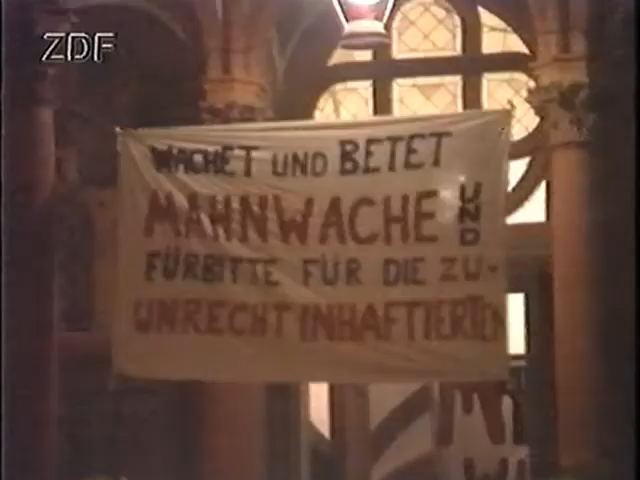 ZDF
WACHET UND BETET
MAHNWACHE UND
FÜRBITTE FÜR DIE ZU-
UNRECHT INHAFTIERTEN